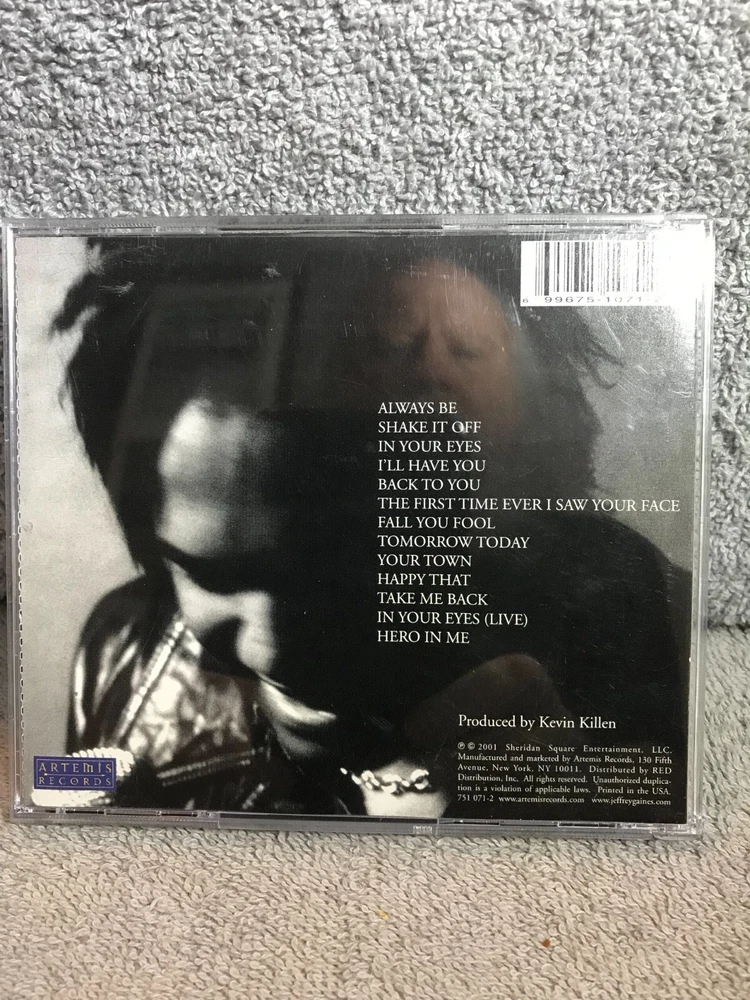 6 99675-1071-2
ALWAYS BE
SHAKE IT OFF
IN YOUR EYES
I'LL HAVE YOU
BACK TO YOU
THE FIRST TIME EVER I SAW YOUR FACE
FALL YOU FOOL
TOMORROW TODAY
YOUR TOWN
HAPPY THAT
TAKE ME BACK
IN YOUR EYES (LIVE)
HERO IN ME
Produced by Kevin Killen
℗ © 2001 Sheridan Square Entertainment, LLC.
Manufactured and marketed by Artemis Records, 130 Fifth
Avenue, New York, NY 10011. Distributed by RED
Distribution, Inc. All rights reserved. Unauthorized duplica-
tion is a violation of applicable laws. Printed in the USA.
751 071-2 www.artemisrecords.com www.jeffreygaines.com
ARTEMIS
RECORDS